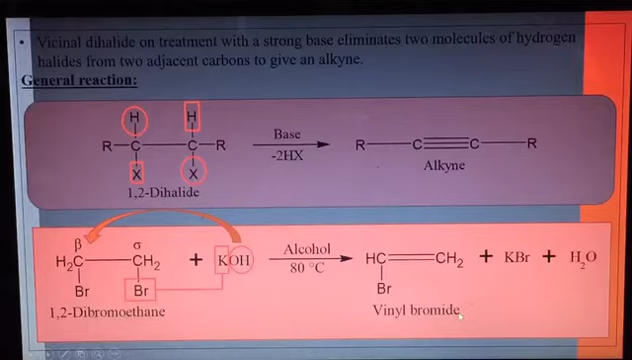 • Vicinal dihalide on treatment with a strong base eliminates two molecules of hydrogen
halides from two adjacent carbons to give an alkyne.
General reaction:
H H
R—C—C—R Base R—C≡C—R
-2HX
X X Alkyne
1,2-Dihalide
β σ
H₂C—CH₂ + KOH Alcohol HC=CH₂ + KBr + H₂O
80 °C
Br Br Br
1,2-Dibromoethane Vinyl bromide